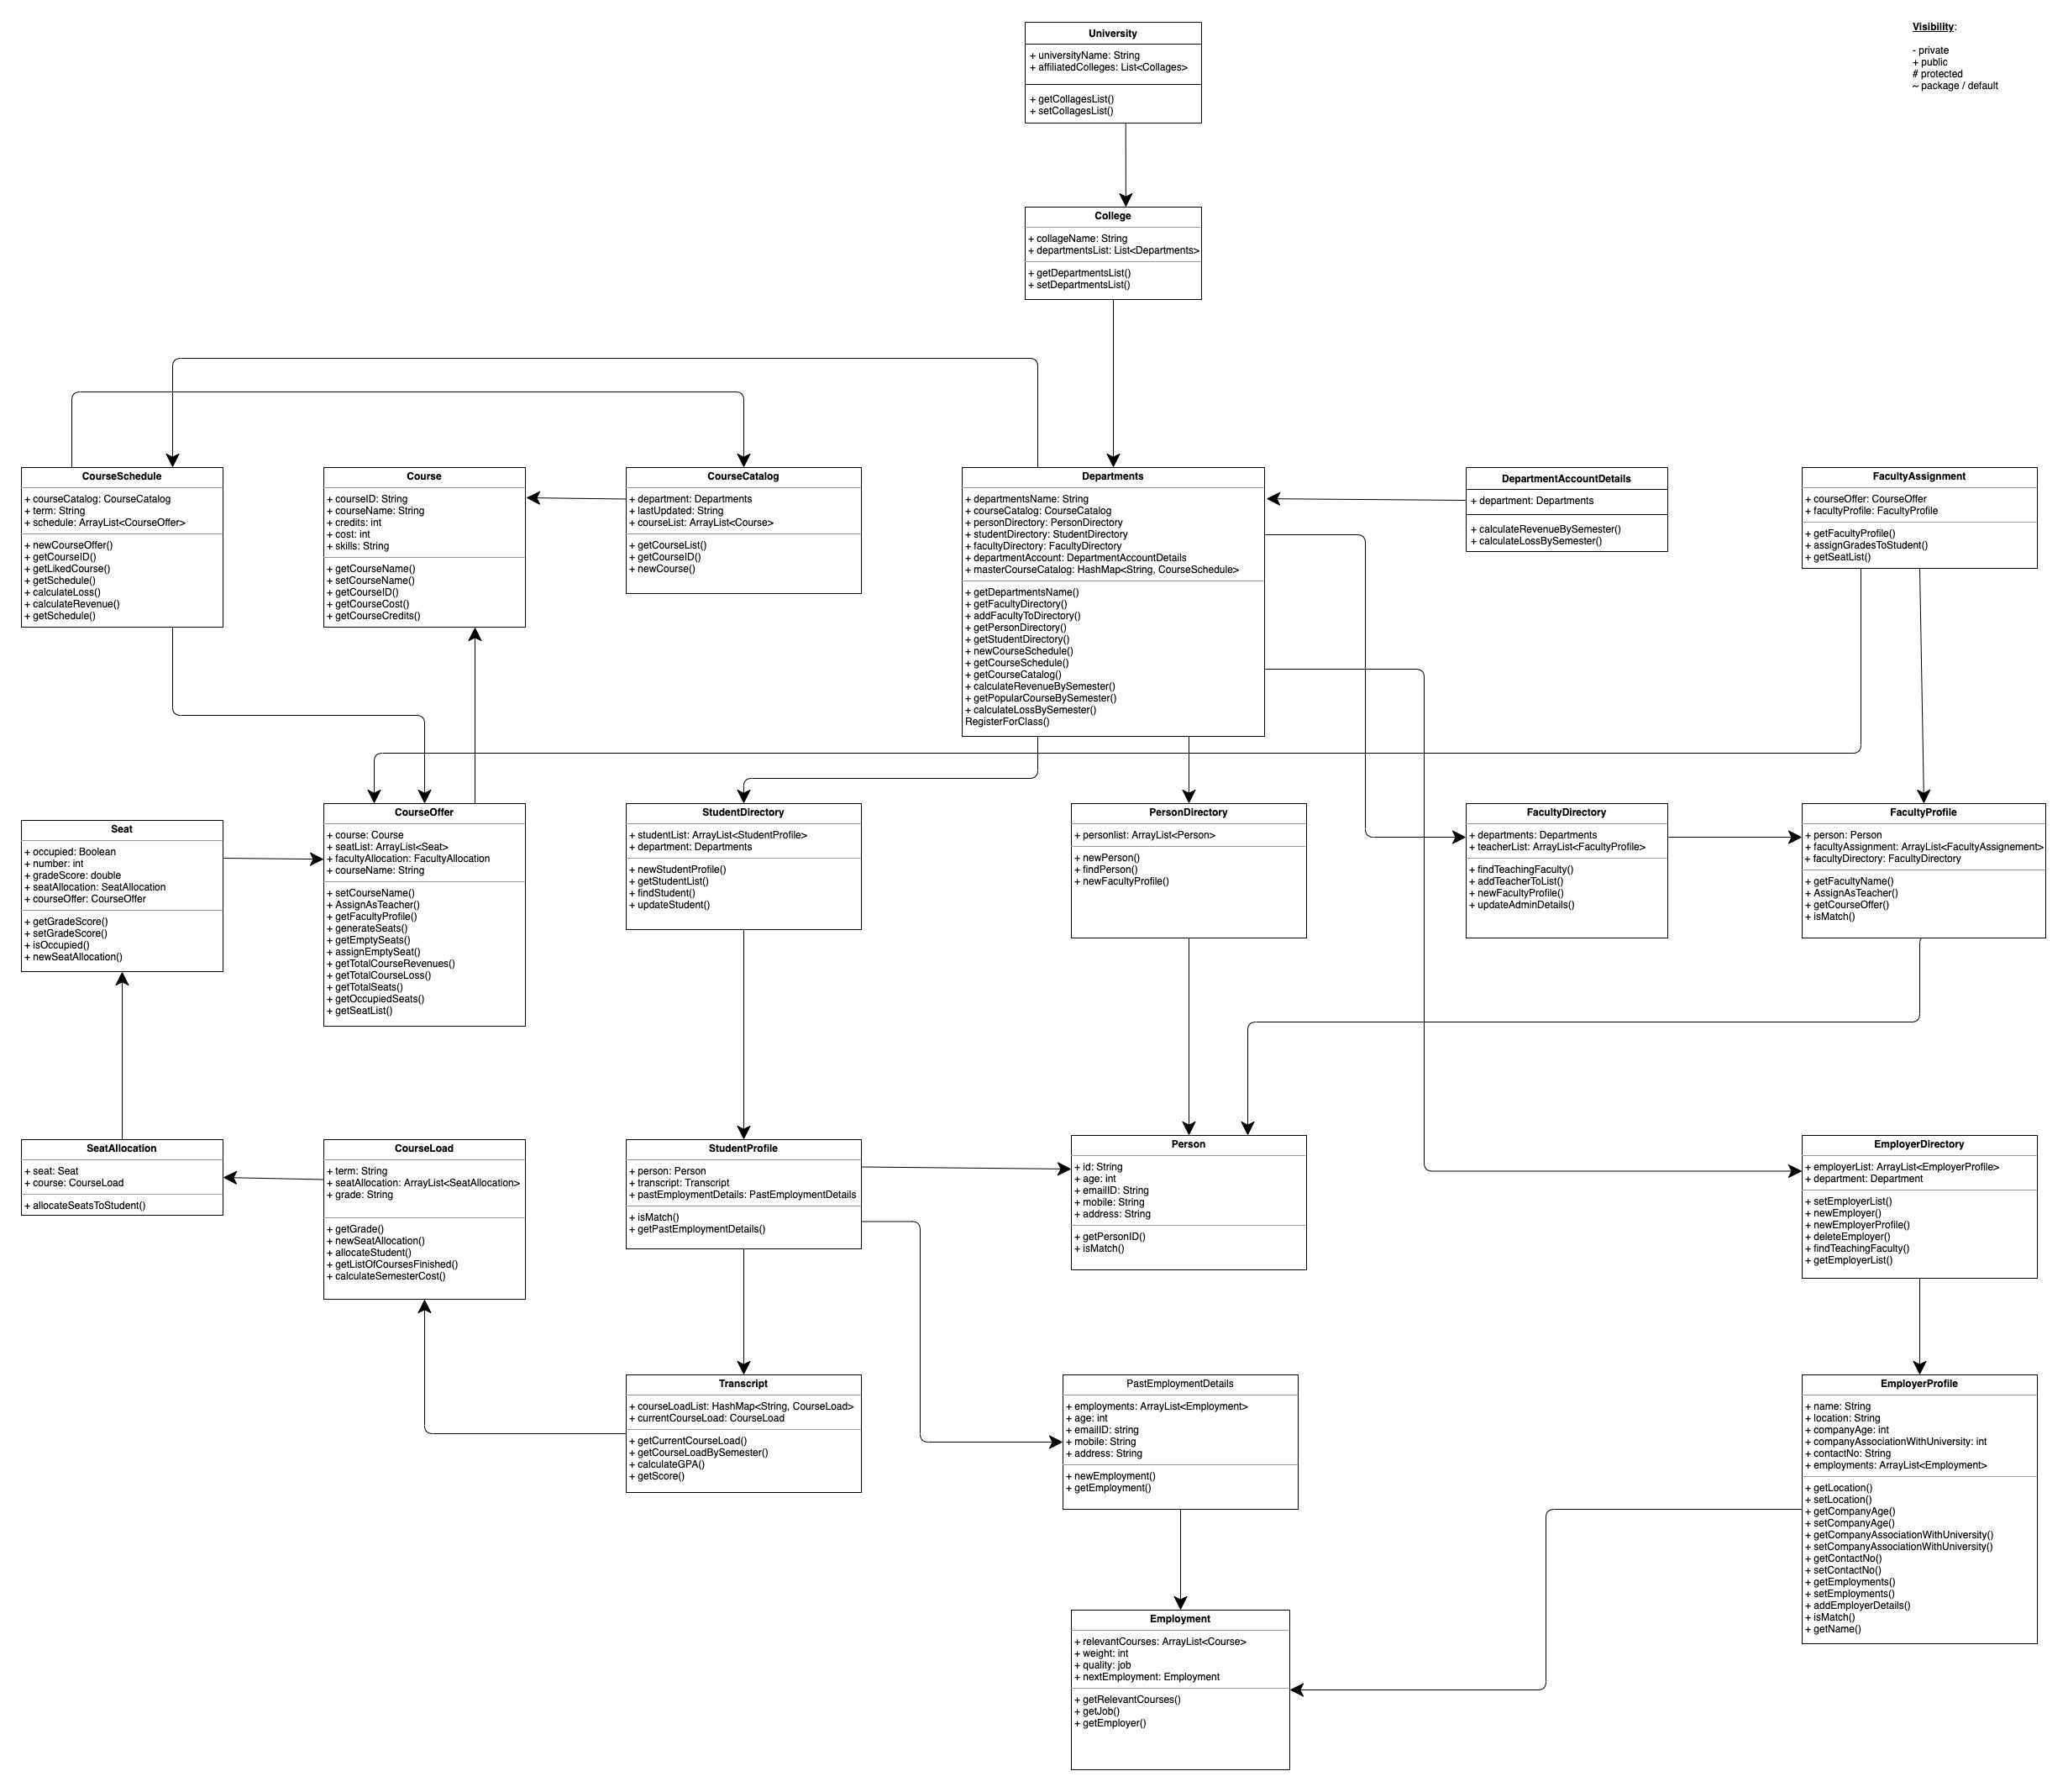 University
+ universityName: String
+ affiliatedColleges: List<Collages>
+ getCollagesList()
+ setCollagesList()
Visibility:
- private
+ public
# protected
~ package / default
College
+ collageName: String
+ departmentsList: List<Departments>
+ getDepartmentsList()
+ setDepartmentsList()
CourseSchedule
+ courseCatalog: CourseCatalog
+ term: String
+ schedule: ArrayList<CourseOffer>
+ newCourseOffer()
+ getCourseID()
+ getLikedCourse()
+ getSchedule()
+ calculateLoss()
+ calculateRevenue()
+ getSchedule()
Course
+ courseID: String
+ courseName: String
+ credits: int
+ cost: int
+ skills: String
+ getCourseName()
+ setCourseName()
+ getCourseID()
+ getCourseCost()
+ getCourseCredits()
CourseCatalog
+ department: Departments
+ lastUpdated: String
+ courseList: ArrayList<Course>
+ getCourseList()
+ getCourseID()
+ newCourse()
Departments
+ departmentsName: String
+ courseCatalog: CourseCatalog
+ personDirectory: PersonDirectory
+ studentDirectory: StudentDirectory
+ facultyDirectory: FacultyDirectory
+ departmentAccount: DepartmentAccountDetails
+ masterCourseCatalog: HashMap<String, CourseSchedule>
+ getDepartmentsName()
+ getFacultyDirectory()
+ addFacultyToDirectory()
+ getPersonDirectory()
+ getStudentDirectory()
+ newCourseSchedule()
+ getCourseSchedule()
+ getCourseCatalog()
+ calculateRevenueBySemester()
+ getPopularCourseBySemester()
+ calculateLossBySemester()
RegisterForClass()
DepartmentAccountDetails
+ department: Departments
+ calculateRevenueBySemester()
+ calculateLossBySemester()
FacultyAssignment
+ courseOffer: CourseOffer
+ facultyProfile: FacultyProfile
+ getFacultyProfile()
+ assignGradesToStudent()
+ getSeatList()
Seat
+ occupied: Boolean
+ number: int
+ gradeScore: double
+ seatAllocation: SeatAllocation
+ courseOffer: CourseOffer
+ getGradeScore()
+ setGradeScore()
+ isOccupied()
+ newSeatAllocation()
CourseOffer
+ course: Course
+ seatList: ArrayList<Seat>
+ facultyAllocation: FacultyAllocation
+ courseName: String
+ setCourseName()
+ AssignAsTeacher()
+ getFacultyProfile()
+ generateSeats()
+ getEmptySeats()
+ assignEmptySeat()
+ getTotalCourseRevenues()
+ getTotalCourseLoss()
+ getTotalSeats()
+ getOccupiedSeats()
+ getSeatList()
StudentDirectory
+ studentList: ArrayList<StudentProfile>
+ department: Departments
+ newStudentProfile()
+ getStudentList()
+ findStudent()
+ updateStudent()
PersonDirectory
+ personlist: ArrayList<Person>
+ newPerson()
+ findPerson()
+ newFacultyProfile()
FacultyDirectory
+ departments: Departments
+ teacherList: ArrayList<FacultyProfile>
+ findTeachingFaculty()
+ addTeacherToList()
+ newFacultyProfile()
+ updateAdminDetails()
FacultyProfile
+ person: Person
+ facultyAssignment: ArrayList<FacultyAssignement>
+ facultyDirectory: FacultyDirectory
+ getFacultyName()
+ AssignAsTeacher()
+ getCourseOffer()
+ isMatch()
SeatAllocation
+ seat: Seat
+ course: CourseLoad
+ allocateSeatsToStudent()
CourseLoad
+ term: String
+ seatAllocation: ArrayList<SeatAllocation>
+ grade: String
+ getGrade()
+ newSeatAllocation()
+ allocateStudent()
+ getListOfCoursesFinished()
+ calculateSemesterCost()
StudentProfile
+ person: Person
+ transcript: Transcript
+ pastEmploymentDetails: PastEmploymentDetails
+ isMatch()
+ getPastEmploymentDetails()
Person
+ id: String
+ age: int
+ emailID: String
+ mobile: String
+ address: String
+ getPersonID()
+ isMatch()
EmployerDirectory
+ employerList: ArrayList<EmployerProfile>
+ department: Department
+ setEmployerList()
+ newEmployer()
+ newEmployerProfile()
+ deleteEmployer()
+ findTeachingFaculty()
+ getEmployerList()
Transcript
+ courseLoadList: HashMap<String, CourseLoad>
+ currentCourseLoad: CourseLoad
+ getCurrentCourseLoad()
+ getCourseLoadBySemester()
+ calculateGPA()
+ getScore()
PastEmploymentDetails
+ employments: ArrayList<Employment>
+ age: int
+ emailID: string
+ mobile: String
+ address: String
+ newEmployment()
+ getEmployment()
EmployerProfile
+ name: String
+ location: String
+ companyAge: int
+ companyAssociationWithUniversity: int
+ contactNo: String
+ employments: ArrayList<Employment>
+ getLocation()
+ setLocation()
+ getCompanyAge()
+ setCompanyAge()
+ getCompanyAssociationWithUniversity()
+ setCompanyAssociationWithUniversity()
+ getContactNo()
+ setContactNo()
+ getEmployments()
+ setEmployments()
+ addEmployerDetails()
+ isMatch()
+ getName()
Employment
+ relevantCourses: ArrayList<Course>
+ weight: int
+ quality: job
+ nextEmployment: Employment
+ getRelevantCourses()
+ getJob()
+ getEmployer()